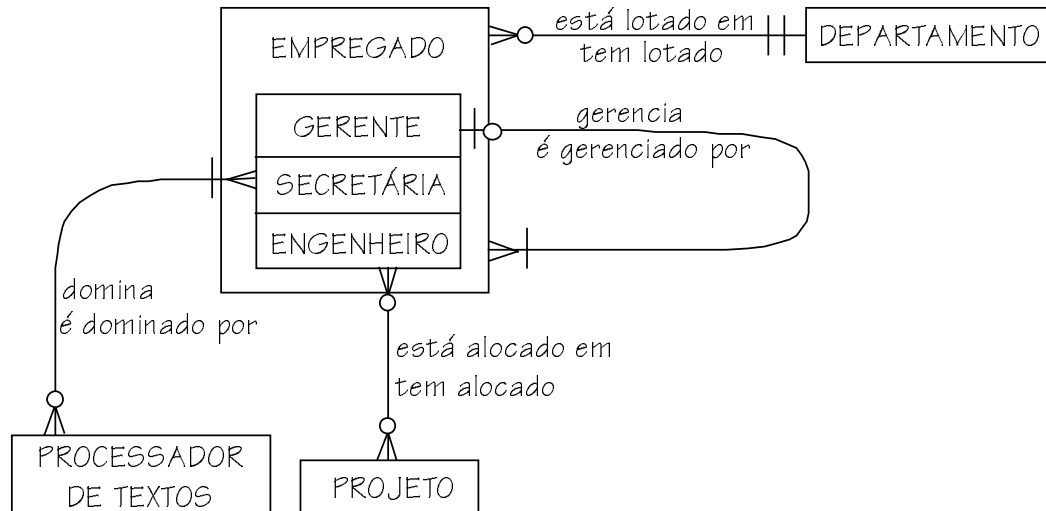 EMPREGADO
está lotado em
tem lotado
DEPARTAMENTO
GERENTE
gerencia
é gerenciado por
SECRETÁRIA
ENGENHEIRO
domina
é dominado por
está alocado em
tem alocado
PROCESSADOR
DE TEXTOS
PROJETO